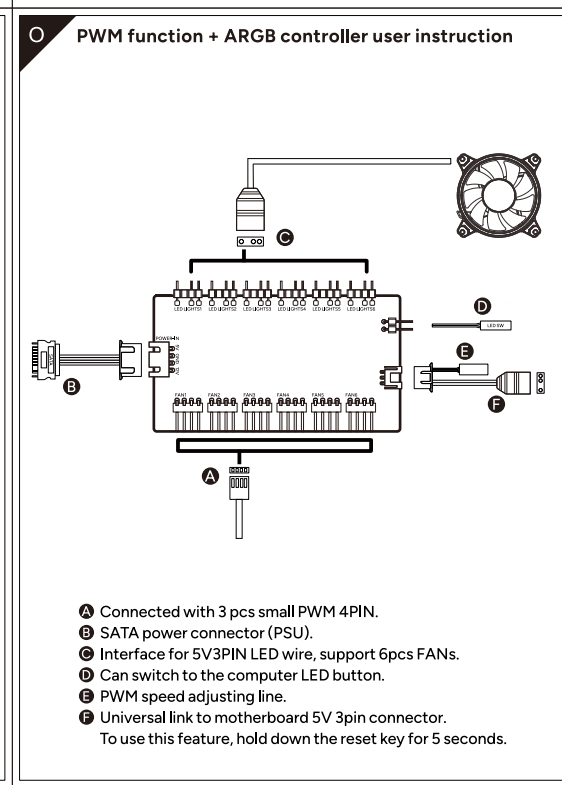 O PWM function + ARGB controller user instruction
C
LED LIGHTS1 LED LIGHTS2 LED LIGHTS3 LED LIGHTS4 LED LIGHTS5 LED LIGHTS6
D
LED SW
POWER-IN
5V GND 12V
SATA
B
E
F
FAN1 FAN2 FAN3 FAN4 FAN5 FAN6
A
A Connected with 3 pcs small PWM 4PIN.
B SATA power connector (PSU).
C Interface for 5V3PIN LED wire, support 6pcs FANs.
D Can switch to the computer LED button.
E PWM speed adjusting line.
F Universal link to motherboard 5V 3pin connector.
To use this feature, hold down the reset key for 5 seconds.